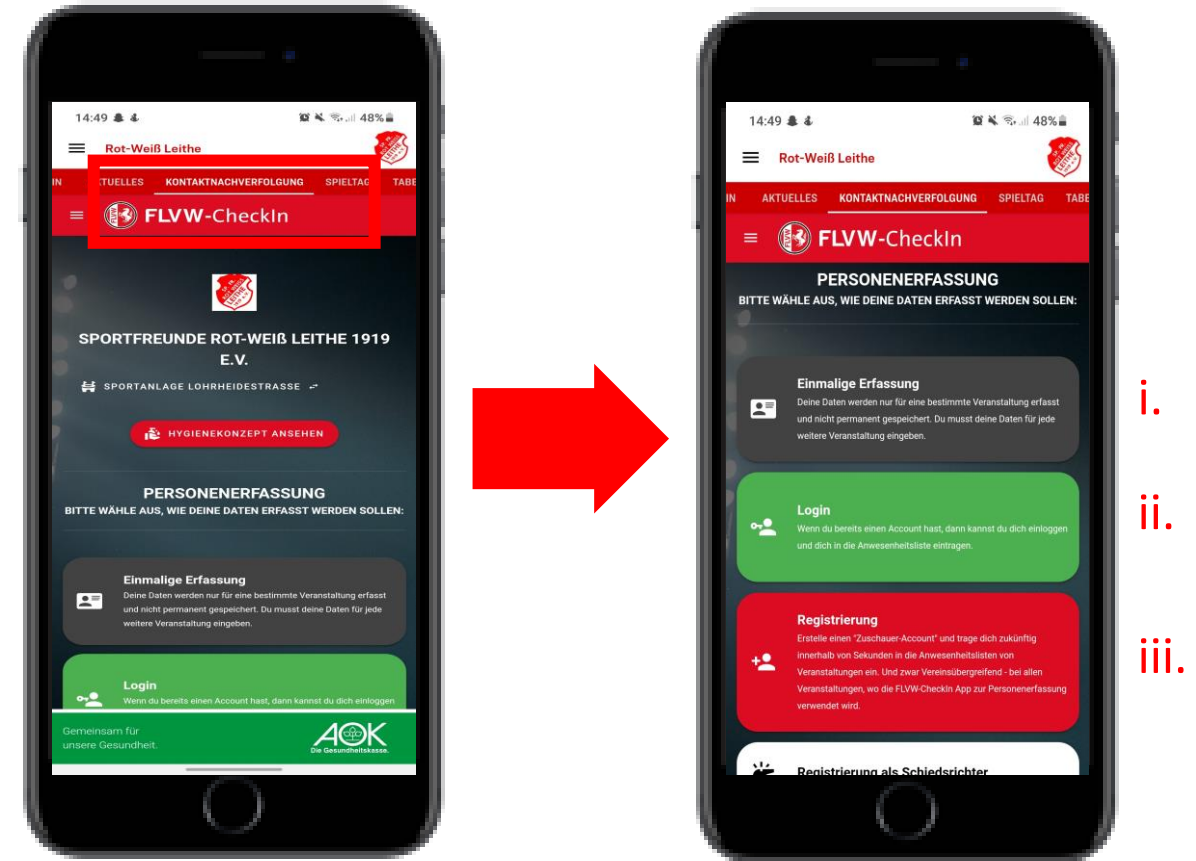 14:49
48%
Rot-Weiß Leithe
IN
KTUELLES
KONTAKTNACHVERFOLGUNG
SPIELTAG
TABE
FLVW-CheckIn
SPORTFREUNDE ROT-WEIß LEITHE 1919
E.V.
SPORTANLAGE LOHRHEIDESTRASSE
HYGIENEKONZEPT ANSEHEN
PERSONENERFASSUNG
BITTE WÄHLE AUS, WIE DEINE DATEN ERFASST WERDEN SOLLEN:
Einmalige Erfassung
Deine Daten werden nur für eine bestimmte Veranstaltung erfasst
und nicht permanent gespeichert. Du musst deine Daten für jede
weitere Veranstaltung eingeben.
Login
Wenn du bereits einen Account hast, dann kannst du dich einloggen
Gemeinsam für
unsere Gesundheit.
AOK
Die Gesundheitskasse.
14:49
48%
Rot-Weiß Leithe
IN
AKTUELLES
KONTAKTNACHVERFOLGUNG
SPIELTAG
TABE
FLVW-CheckIn
PERSONENERFASSUNG
BITTE WÄHLE AUS, WIE DEINE DATEN ERFASST WERDEN SOLLEN:
Einmalige Erfassung
Deine Daten werden nur für eine bestimmte Veranstaltung erfasst
und nicht permanent gespeichert. Du musst deine Daten für jede
weitere Veranstaltung eingeben.
i.
Login
Wenn du bereits einen Account hast, dann kannst du dich einloggen
und dich in die Anwesenheitsliste eintragen.
ii.
Registrierung
Erstelle einen "Zuschauer-Account" und trage dich zukünftig
innerhalb von Sekunden in die Anwesenheitslisten von
Veranstaltungen ein. Und zwar Vereinsübergreifend - bei allen
Veranstaltungen, wo die FLVW-CheckIn App zur Personenerfassung
verwendet wird.
iii.
Registrierung als Schiedsrichter